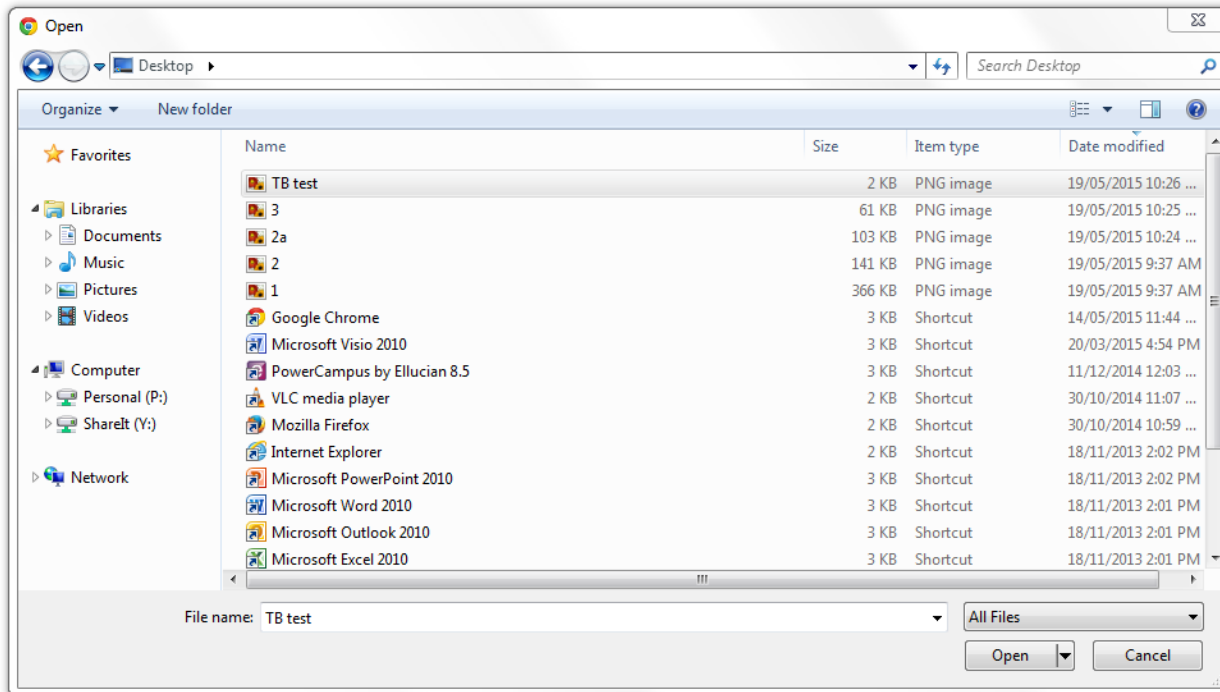 Open
Desktop
Search Desktop
Organize New folder
Name Size Item type Date modified
Favorites
Libraries
Documents
Music
Pictures
Videos
Computer
Personal (P:)
ShareIt (Y:)
Network
TB test 2 KB PNG image 19/05/2015 10:26 ...
3 61 KB PNG image 19/05/2015 10:25 ...
2a 103 KB PNG image 19/05/2015 10:24 ...
2 141 KB PNG image 19/05/2015 9:37 AM
1 366 KB PNG image 19/05/2015 9:37 AM
Google Chrome 3 KB Shortcut 14/05/2015 11:44 ...
Microsoft Visio 2010 3 KB Shortcut 20/03/2015 4:54 PM
PowerCampus by Ellucian 8.5 3 KB Shortcut 11/12/2014 12:03 ...
VLC media player 2 KB Shortcut 30/10/2014 11:07 ...
Mozilla Firefox 2 KB Shortcut 30/10/2014 10:59 ...
Internet Explorer 2 KB Shortcut 18/11/2013 2:02 PM
Microsoft PowerPoint 2010 3 KB Shortcut 18/11/2013 2:02 PM
Microsoft Word 2010 3 KB Shortcut 18/11/2013 2:01 PM
Microsoft Outlook 2010 3 KB Shortcut 18/11/2013 2:01 PM
Microsoft Excel 2010 3 KB Shortcut 18/11/2013 2:01 PM
File name: TB test All Files
Open Cancel